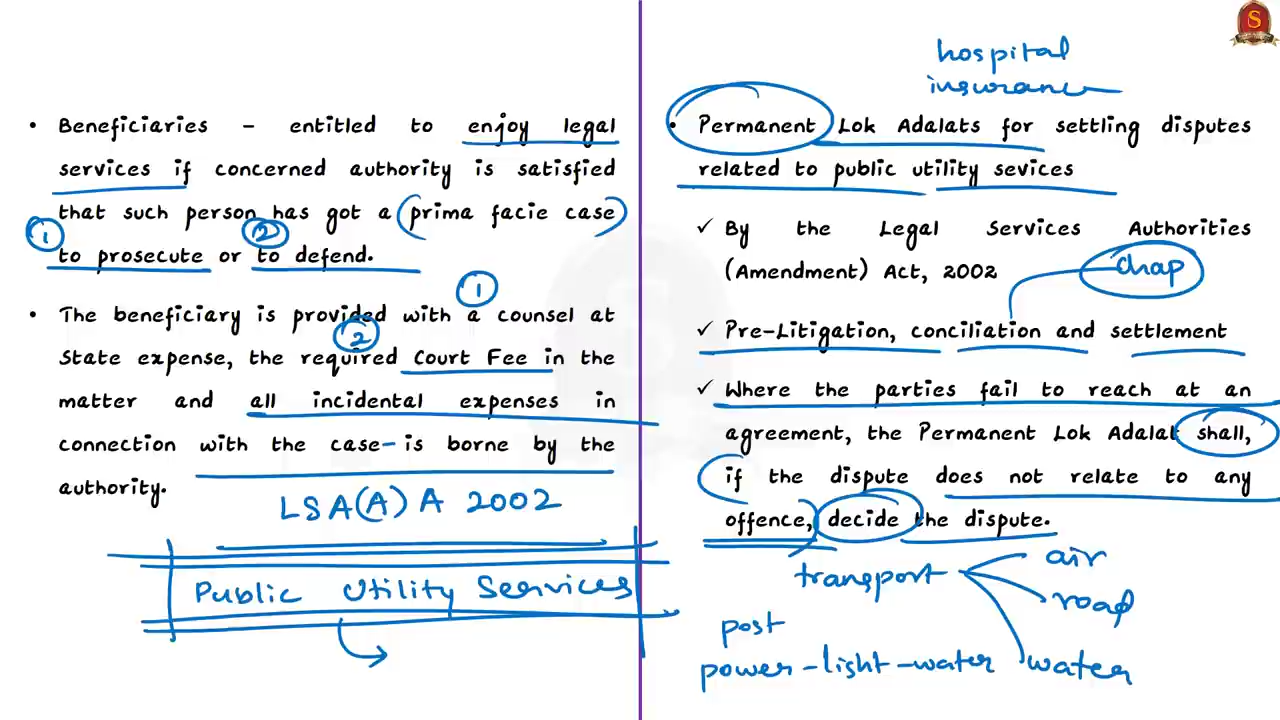 • Beneficiaries – entitled to enjoy legal
services if concerned authority is satisfied
that such person has got a (prima facie case)
① ②
to prosecute or to defend.
①
• The beneficiary is provided with a counsel at
②
State expense, the required Court Fee in the
matter and all incidental expenses in
connection with the case – is borne by the
authority.
LSA(A)A 2002
Public Utility Services
S
hospital
insurance
• Permanent Lok Adalats for settling disputes
related to public utility sevices
✓ By the Legal Services Authorities
(Amendment) Act, 2002
chap
✓ Pre-Litigation, conciliation and settlement
✓ Where the parties fail to reach at an
agreement, the Permanent Lok Adalat shall,
(if the dispute does not relate to any
offence,) decide the dispute.
transport air
road
water
post
power – light – water